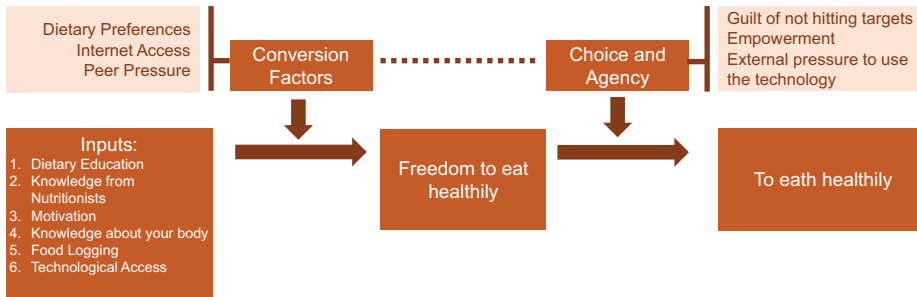 Dietary Preferences
Internet Access
Peer Pressure
Conversion
Factors
Choice and
Agency
Guilt of not hitting targets
Empowerment
External pressure to use
the technology
Inputs:
1. Dietary Education
2. Knowledge from
Nutritionists
3. Motivation
4. Knowledge about your body
5. Food Logging
6. Technological Access
Freedom to eat
healthily
To eath healthily